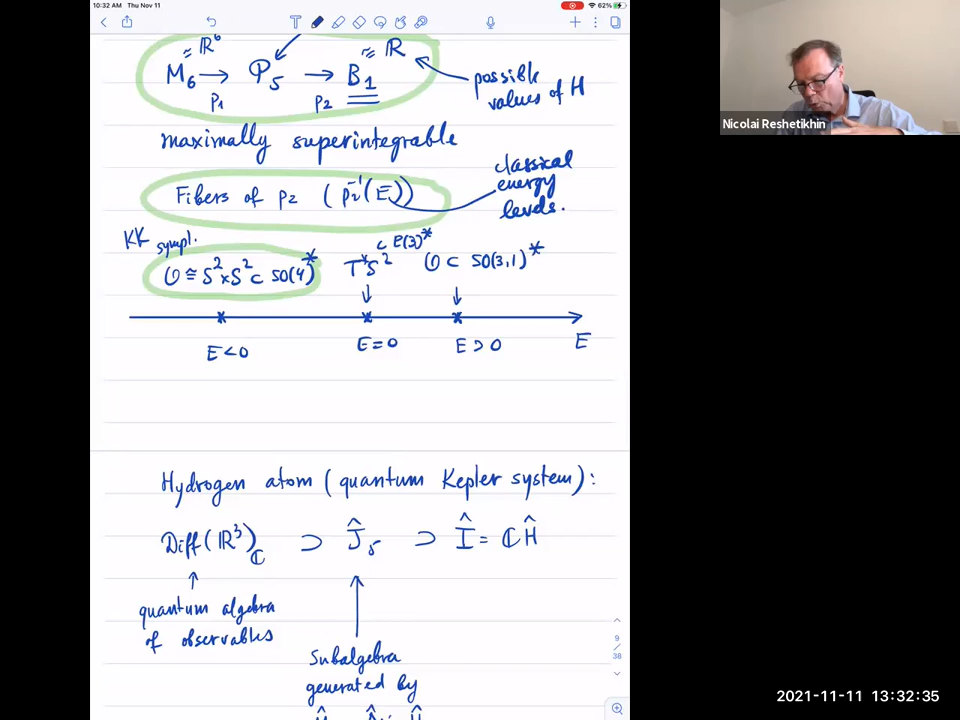 10:32 AM Thu Nov 11
62%
≅ ℝ⁶ ≅ ℝ
M₆ → P₅ → B₁
p₁ p₂
possible
values of H
maximally superintegrable
Fibers of p₂ (p₂⁻¹(E))
classical
energy
levels.
KK sympl.
O ≅ S² × S² ⊂ so(4)* T*S² ⊂ E(3)* O ⊂ so(3,1)*
E<0 E=0 E>0 E
Hydrogen atom (quantum Kepler system):
Diff(ℝ³)_ℂ ⊃ Ĵ₅ ⊃ Î = ℂĤ
quantum algebra
of observables
Subalgebra
generated by
9
/
38
Nicolai Reshetikhin
2021-11-11 13:32:35